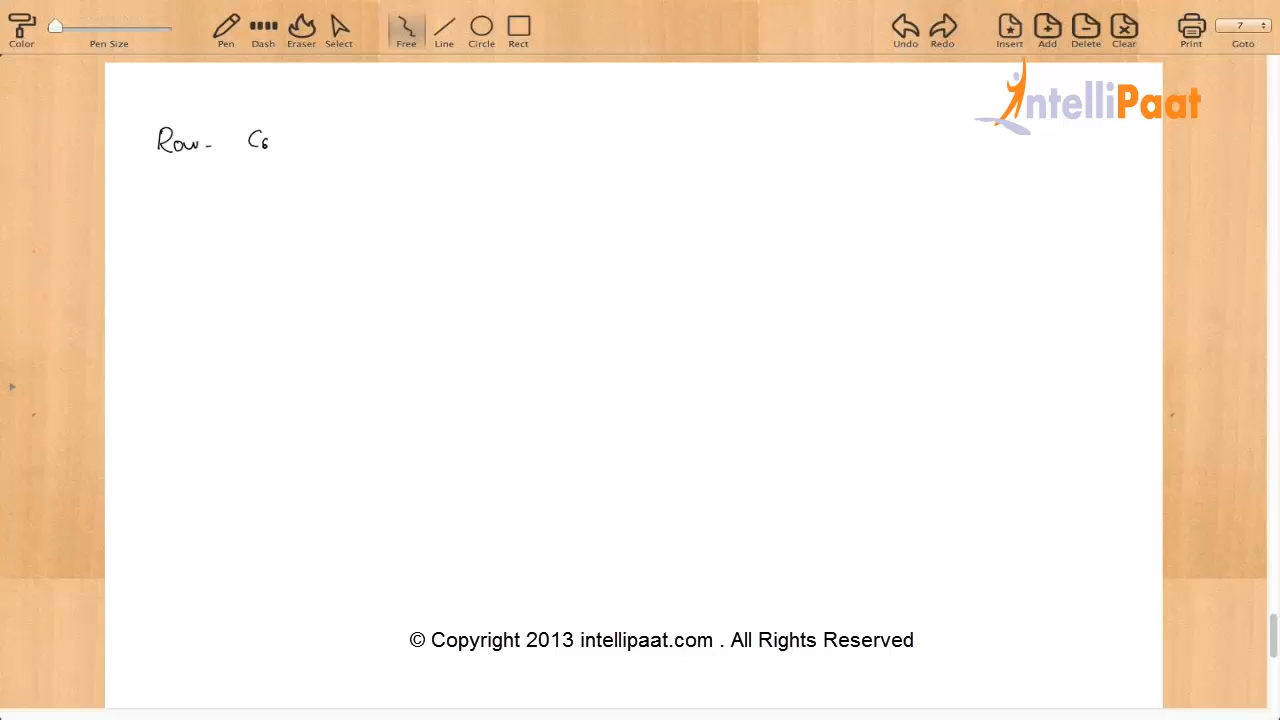 Color Pen Size Pen Dash Eraser Select Free Line Circle Rect Undo Redo Insert Add Delete Clear Print 7 Goto
intelliPaat
Row - Co
© Copyright 2013 intellipaat.com . All Rights Reserved